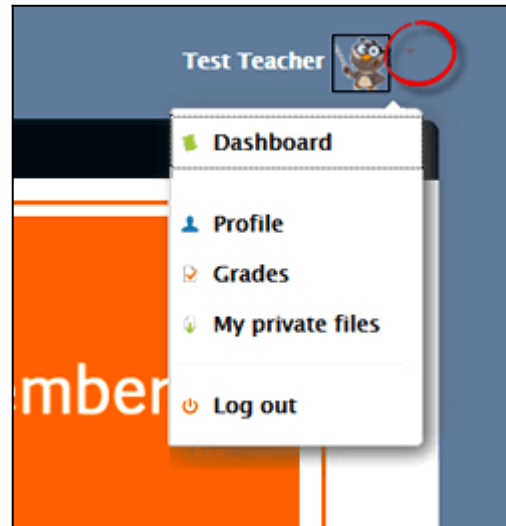 Test Teacher
Dashboard
Profile
Grades
My private files
Log out
ember